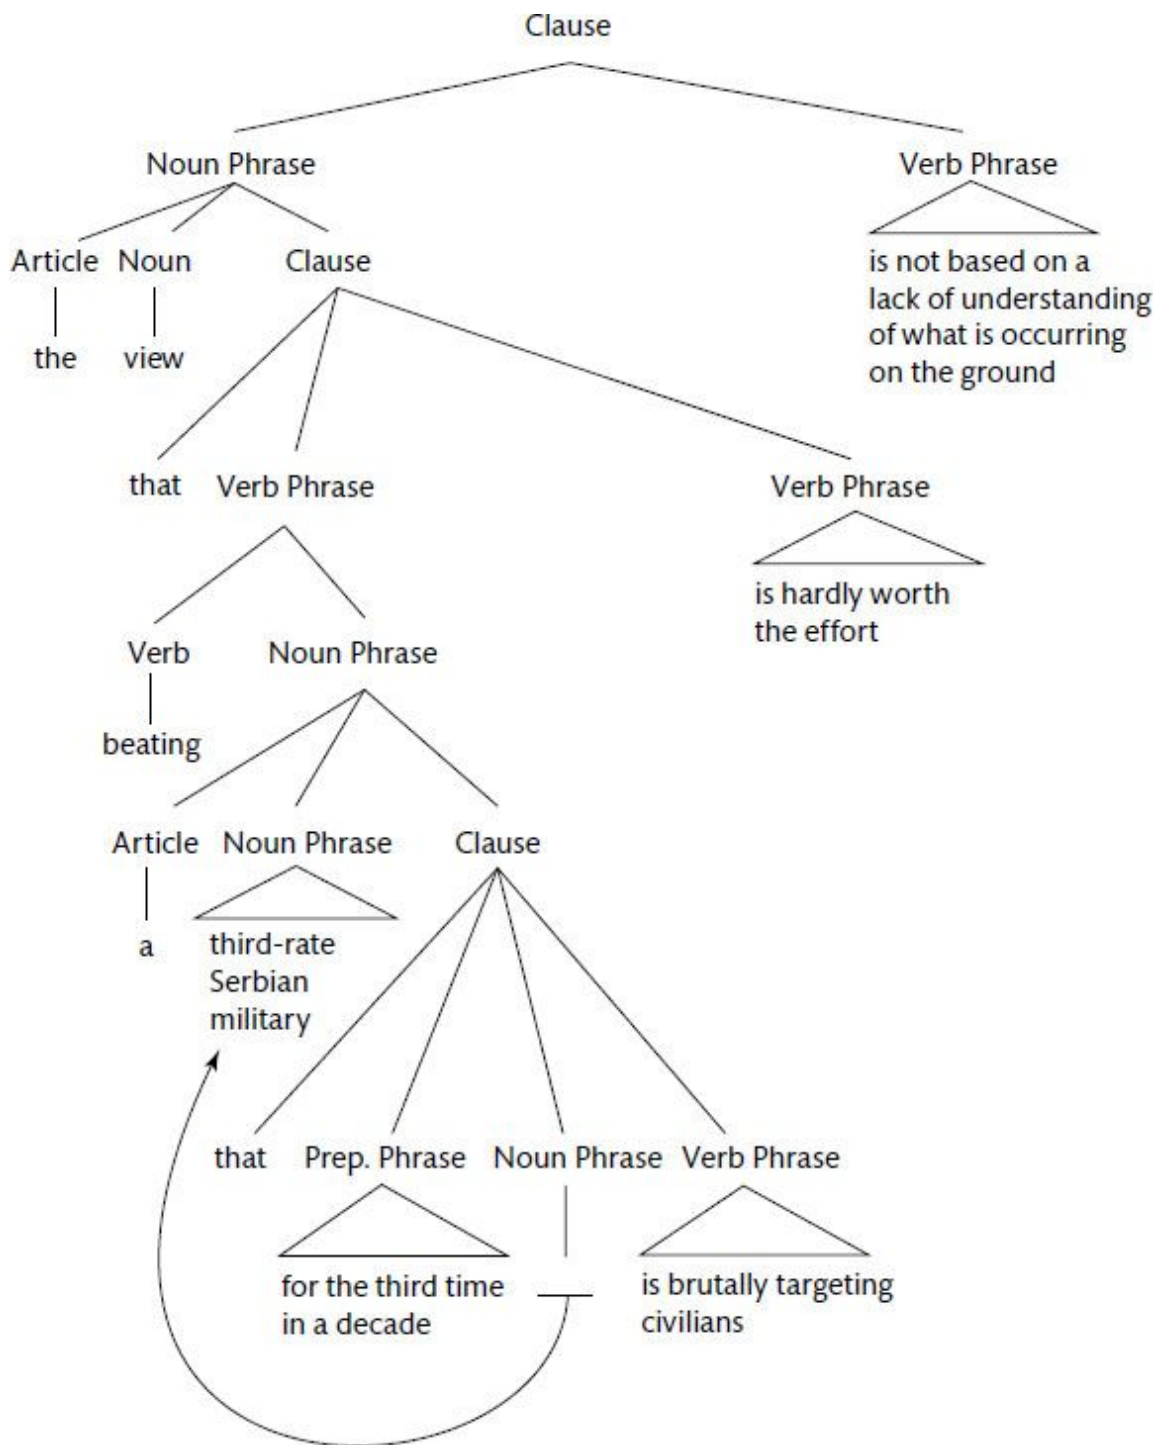 Clause
Noun Phrase Verb Phrase
Article Noun Clause is not based on a
lack of understanding
of what is occurring
on the ground
the view
that Verb Phrase Verb Phrase
is hardly worth
the effort
Verb Noun Phrase
beating
Article Noun Phrase Clause
a third-rate
Serbian
military
that Prep. Phrase Noun Phrase Verb Phrase
for the third time
in a decade
is brutally targeting
civilians